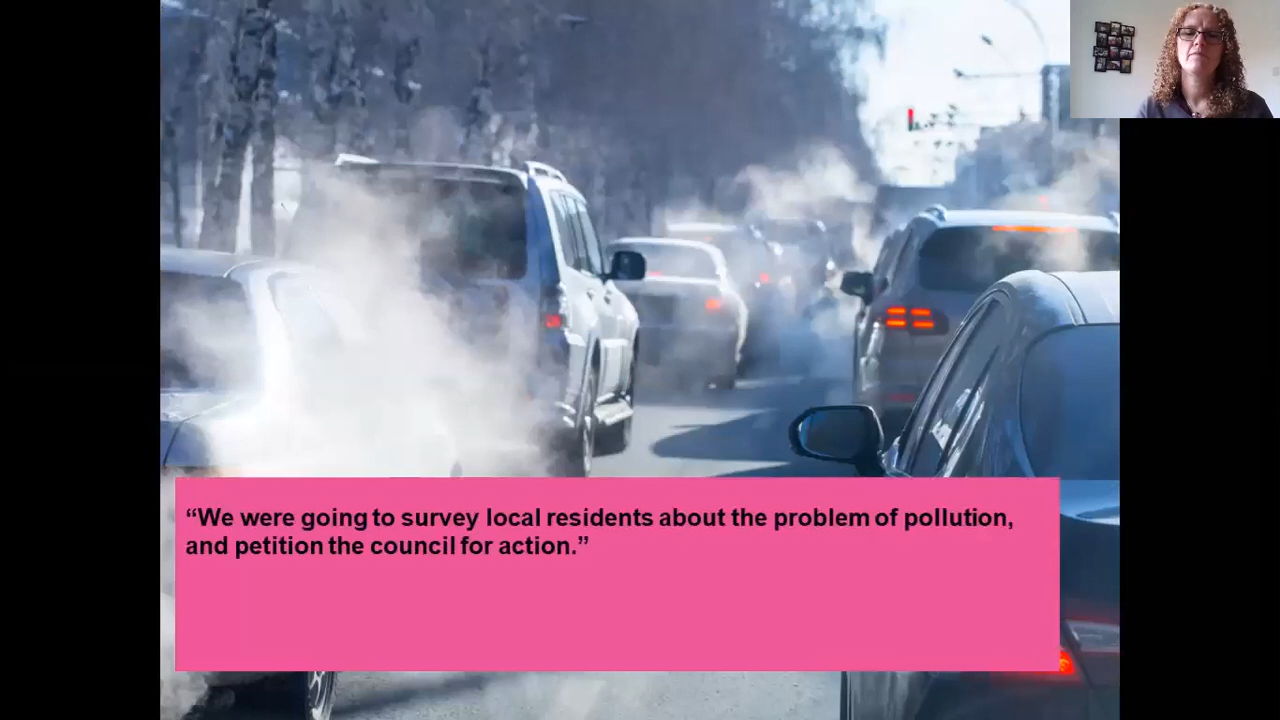 “We were going to survey local residents about the problem of pollution,
and petition the council for action.”